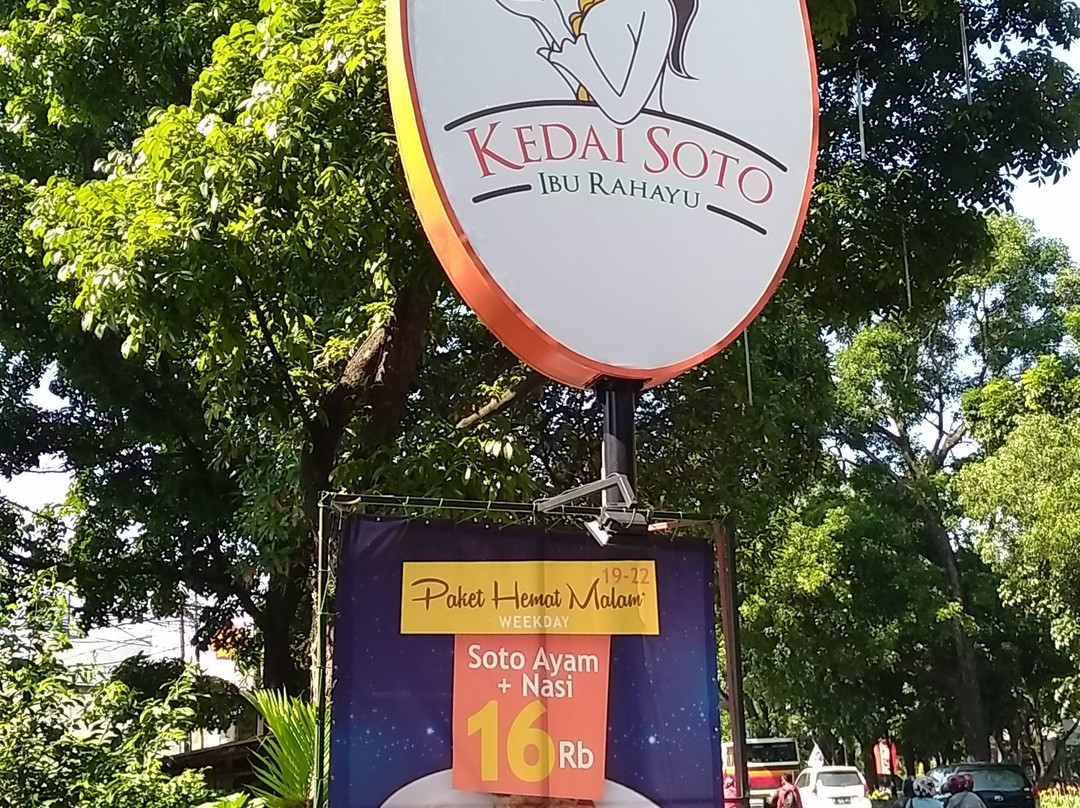 KEDAI SOTO
IBU RAHAYU
19-22
Paket Hemat Malam*
WEEKDAY
Soto Ayam
+ Nasi
16 Rb